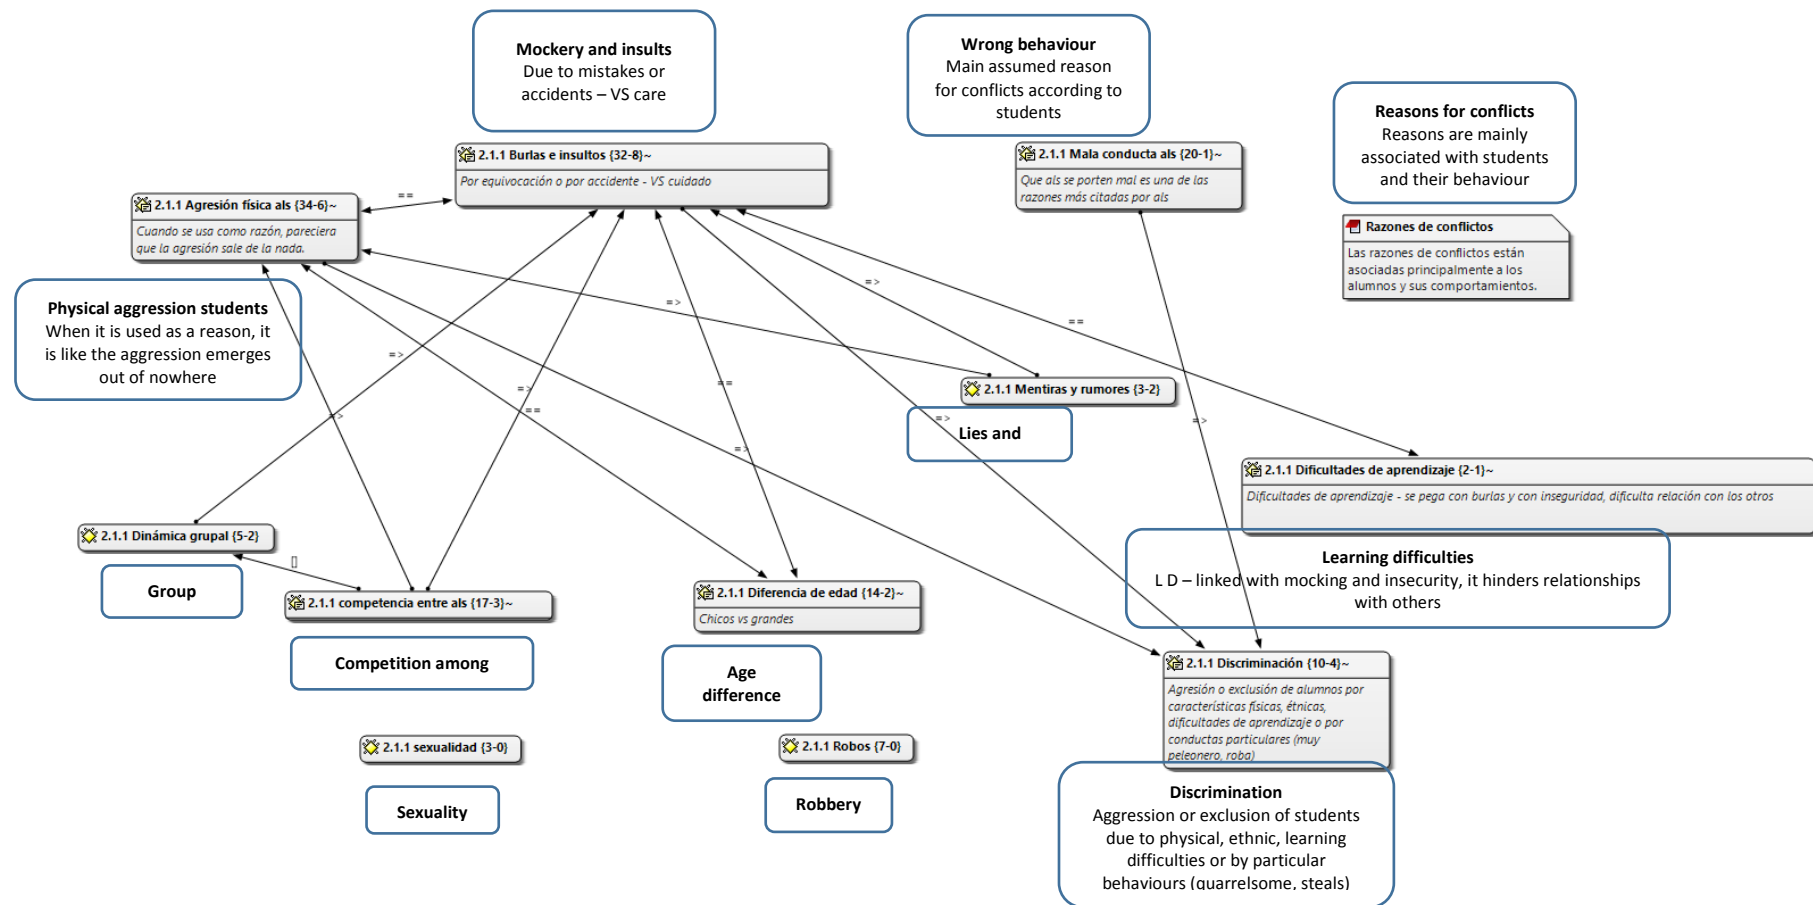 Mockery and insults
Due to mistakes or
accidents – VS care
Wrong behaviour
Main assumed reason
for conflicts according to
students
Reasons for conflicts
Reasons are mainly
associated with students
and their behaviour
2.1.1 Burlas e insultos {32-8}~
Por equivocación o por accidente - VS cuidado
2.1.1 Mala conducta als {20-1}~
Que als se porten mal es una de las
razones más citadas por als
2.1.1 Agresión física als {34-6}~
Cuando se usa como razón, pareciera
que la agresión sale de la nada.
Razones de conflictos
Las razones de conflictos están
asociadas principalmente a los
alumnos y sus comportamientos.
Physical aggression students
When it is used as a reason, it
is like the aggression emerges
out of nowhere
==
=>
=>
==
=>
=>
==
==
=>
=>
=>
=>
=>
[]
2.1.1 Mentiras y rumores {3-2}
Lies and
2.1.1 Dificultades de aprendizaje {2-1}~
Dificultades de aprendizaje - se pega con burlas y con inseguridad, dificulta relación con los otros
Learning difficulties
L D – linked with mocking and insecurity, it hinders relationships
with others
2.1.1 Dinámica grupal {5-2}
Group
2.1.1 competencia entre als {17-3}~
Competition among
2.1.1 Diferencia de edad {14-2}~
Chicos vs grandes
Age
difference
2.1.1 Discriminación {10-4}~
Agresión o exclusión de alumnos por
características físicas, étnicas,
dificultades de aprendizaje o por
conductas particulares (muy
peleonero, roba)
Discrimination
Aggression or exclusion of students
due to physical, ethnic, learning
difficulties or by particular
behaviours (quarrelsome, steals)
2.1.1 sexualidad {3-0}
Sexuality
2.1.1 Robos {7-0}
Robbery